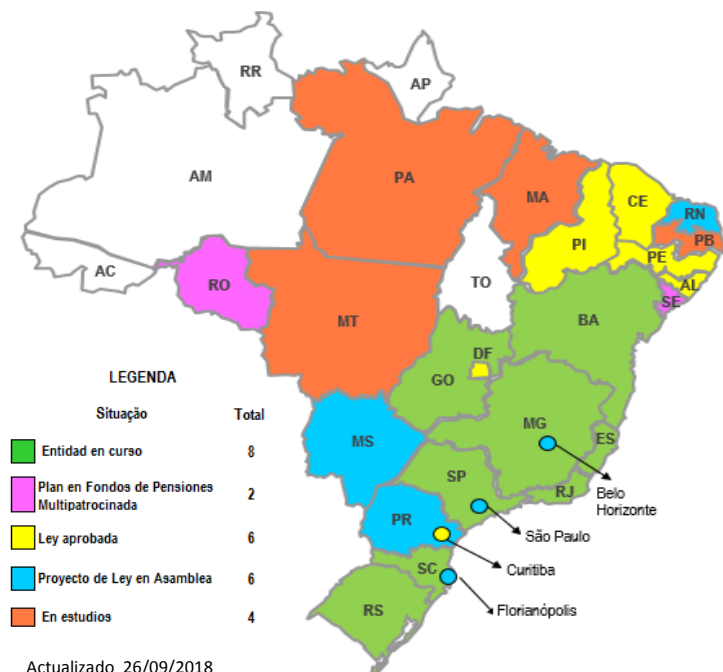 RR
AP
AM
PA
MA
CE
RN
PB
PI
PE
AL
SE
AC
RO
TO
BA
MT
DF
GO
MG
ES
MS
SP
RJ
Belo
Horizonte
PR
São Paulo
Curitiba
SC
Florianópolis
RS
LEGENDA
Situação Total
Entidad en curso 8
Plan en Fondos de Pensiones
Multipatrocinada 2
Ley aprobada 6
Proyecto de Ley en Asamblea 6
En estudios 4
Actualizado 26/09/2018